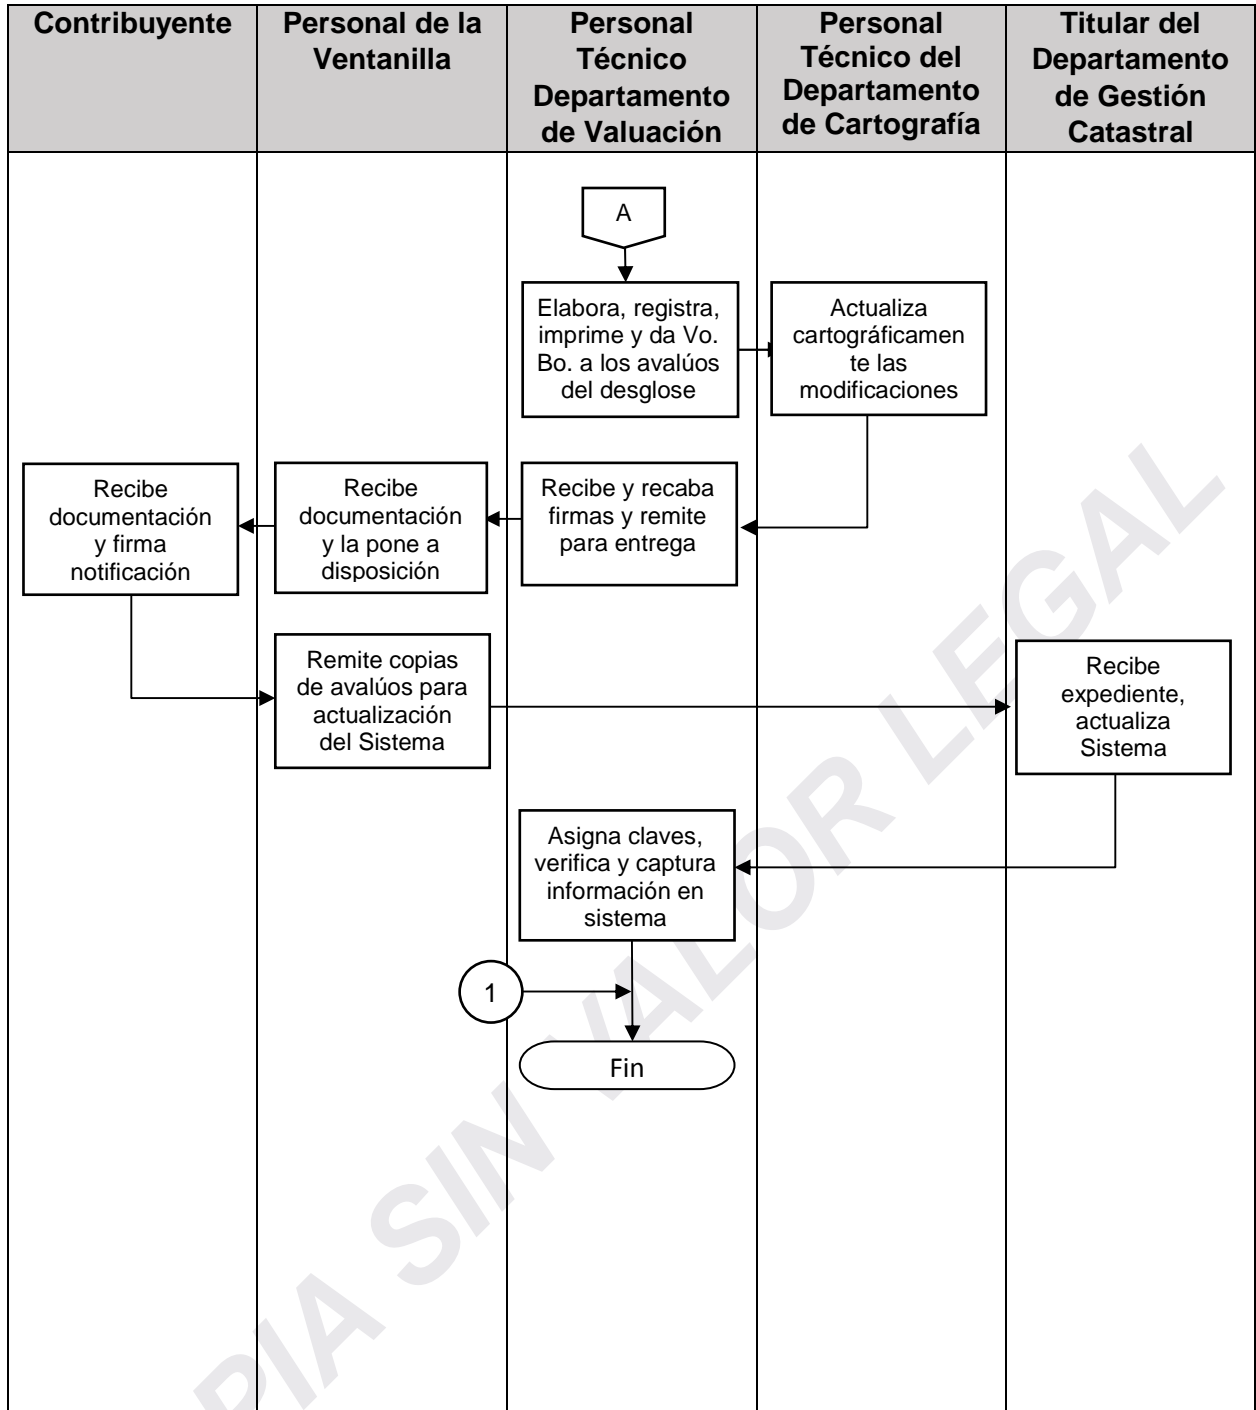 Contribuyente
Personal de la
Ventanilla
Personal
Técnico
Departamento
de Valuación
Personal
Técnico del
Departamento
de Cartografía
Titular del
Departamento
de Gestión
Catastral
A
Elabora, registra,
imprime y da Vo.
Bo. a los avalúos
del desglose
Actualiza
cartográficamen
te las
modificaciones
Recibe
documentación
y firma
notificación
Recibe
documentación
y la pone a
disposición
Recibe y recaba
firmas y remite
para entrega
Remite copias
de avalúos para
actualización
del Sistema
Recibe
expediente,
actualiza
Sistema
Asigna claves,
verifica y captura
información en
sistema
1
Fin
PIA SIN VALOR LEGAL